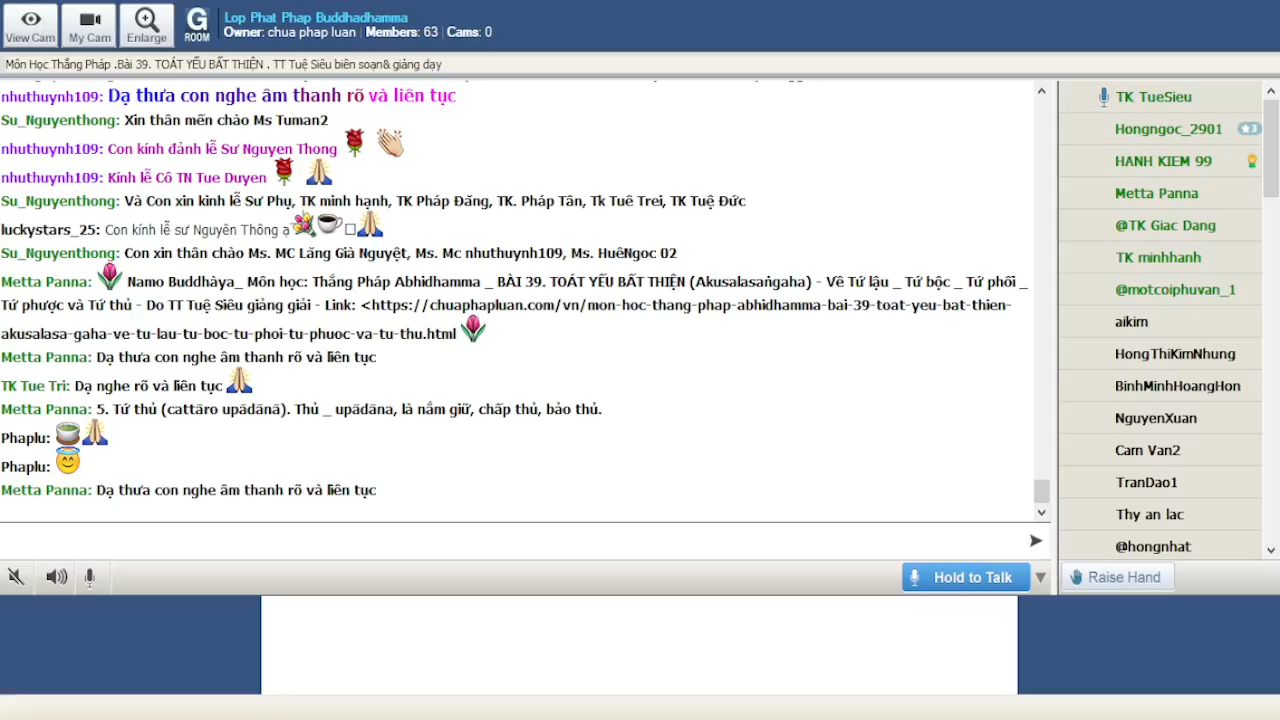 View Cam
My Cam
Enlarge
G
ROOM
Lop Phat Phap Buddhadhamma
Owner: chua phap luan | Members: 63 | Cams: 0
Môn Học Thắng Pháp .Bài 39. TOÁT YẾU BẤT THIỆN . TT Tuệ Siêu biên soạn& giảng dạy
nhuthuynh109: Dạ thưa con nghe âm thanh rõ và liên tục
Su_Nguyenthong: Xin thân mến chào Ms Tuman2
nhuthuynh109: Con kính đảnh lễ Sư Nguyen Thong
nhuthuynh109: Kính lễ Cô TN Tue Duyen
Su_Nguyenthong: Và Con xin kinh lễ Sư Phụ, TK minh hạnh, TK Pháp Đăng, TK. Pháp Tân, Tk Tuê Trei, TK Tuệ Đức
luckystars_25: Con kính lễ sư Nguyên Thông ạ
Su_Nguyenthong: Con xin thân chào Ms. MC Lăng Già Nguyệt, Ms. Mc nhuthuynh109, Ms. HuêNgoc 02
Metta Panna: Namo Buddhàya_ Môn học: Thắng Pháp Abhidhamma _ BÀI 39. TOÁT YẾU BẤT THIỆN (Akusalasaṅgaha) - Về Tứ lậu _ Tứ bộc _ Tứ phối _
Tứ phược và Tứ thủ - Do TT Tuệ Siêu giảng giải - Link: <https://chuaphapluan.com/vn/mon-hoc-thang-phap-abhidhamma-bai-39-toat-yeu-bat-thien-
akusalasa-gaha-ve-tu-lau-tu-boc-tu-phoi-tu-phuoc-va-tu-thu.html
Metta Panna: Dạ thưa con nghe âm thanh rõ và liên tục
TK Tue Tri: Dạ nghe rõ và liên tục
Metta Panna: 5. Tứ thủ (cattāro upādānā). Thủ _ upādāna, là nắm giữ, chấp thủ, bảo thủ.
Phaplu:
Phaplu:
Metta Panna: Dạ thưa con nghe âm thanh rõ và liên tục
Hold to Talk
TK TueSieu
Hongngoc_2901
3
HANH KIEM 99
Metta Panna
@TK Giac Dang
TK minhhanh
@motcoiphuvan_1
aikim
HongThiKimNhung
BinhMinhHoangHon
NguyenXuan
Cam Van2
TranDao1
Thy an lac
@hongnhat
Raise Hand